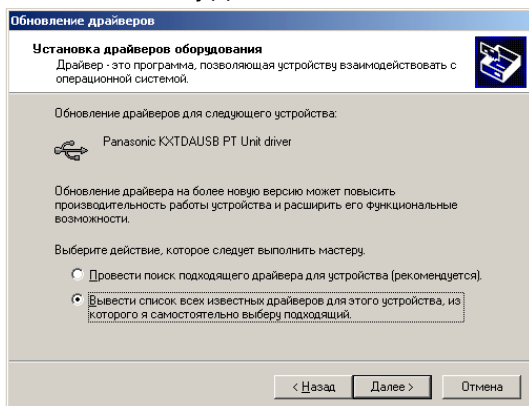 Обновление драйверов
Установка драйверов оборудования
Драйвер - это программа, позволяющая устройству взаимодействовать с
операционной системой.
Обновление драйверов для следующего устройства:
Panasonic KXTDAUSB PT Unit driver
Обновление драйвера на более новую версию может повысить
производительность работы устройства и расширить его функциональные
возможности.
Выберите действие, которое следует выполнить мастеру.
Провести поиск подходящего драйвера для устройства (рекомендуется).
Вывести список всех известных драйверов для этого устройства, из
которого я самостоятельно выберу подходящий.
< Назад Далее > Отмена